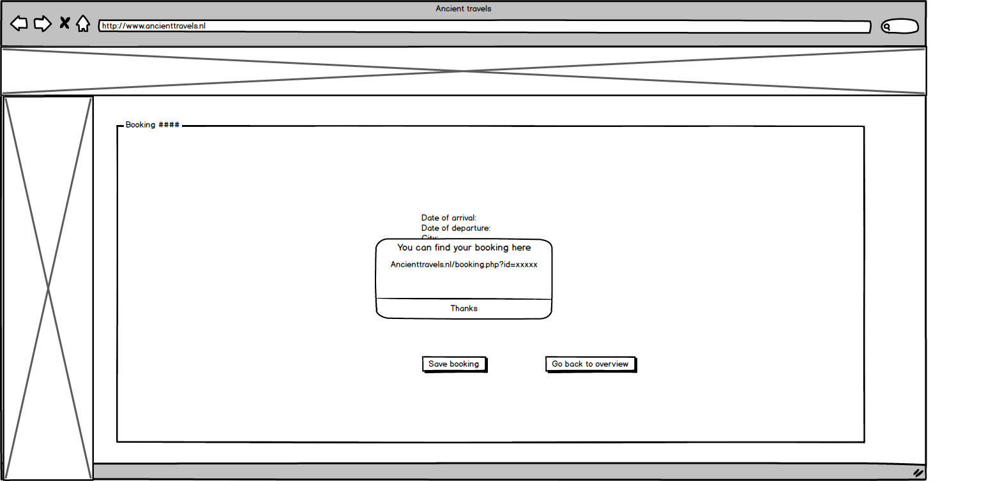 Ancient travels
http://www.ancienttravels.nl
Booking ####
Date of arrival:
Date of departure:
City:
You can find your booking here
Ancienttravels.nl/booking.php?id=xxxxx
Thanks
Save booking
Go back to overview